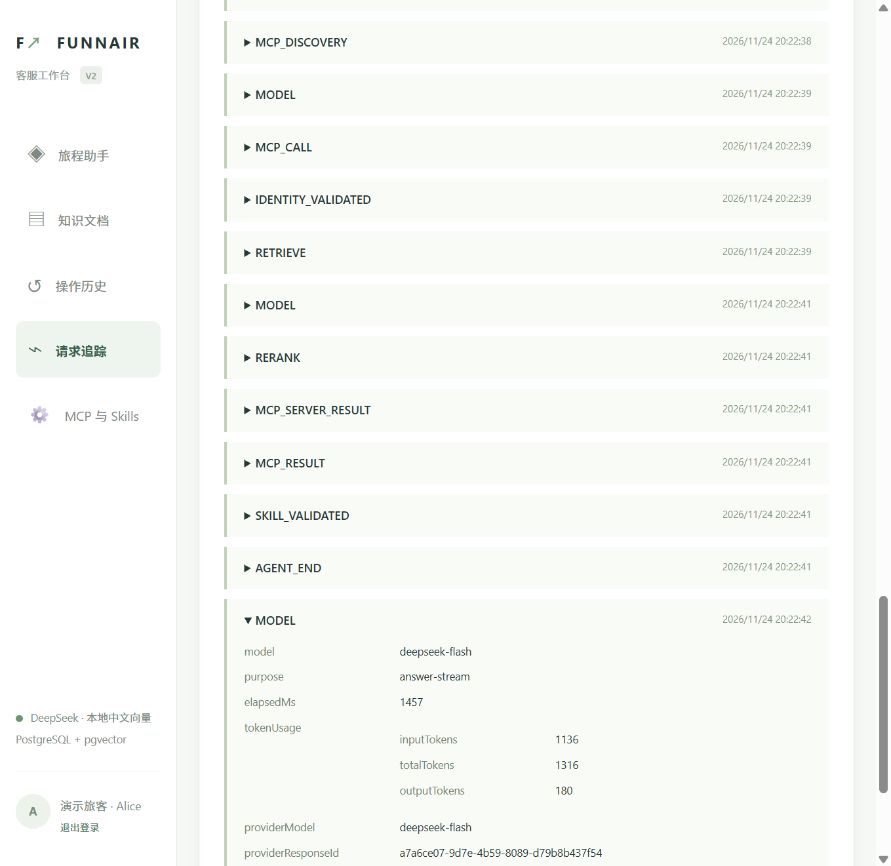 F↗ FUNNAIR
客服工作台 V2
◈ 旅程助手
▤ 知识文档
↺ 操作历史
请求追踪
MCP 与 Skills
DeepSeek · 本地中文向量
PostgreSQL + pgvector
A 演示旅客 · Alice
退出登录
▶ MCP_DISCOVERY 2026/11/24 20:22:38
▶ MODEL 2026/11/24 20:22:39
▶ MCP_CALL 2026/11/24 20:22:39
▶ IDENTITY_VALIDATED 2026/11/24 20:22:39
▶ RETRIEVE 2026/11/24 20:22:39
▶ MODEL 2026/11/24 20:22:41
▶ RERANK 2026/11/24 20:22:41
▶ MCP_SERVER_RESULT 2026/11/24 20:22:41
▶ MCP_RESULT 2026/11/24 20:22:41
▶ SKILL_VALIDATED 2026/11/24 20:22:41
▶ AGENT_END 2026/11/24 20:22:41
▼ MODEL 2026/11/24 20:22:42
model deepseek-flash
purpose answer-stream
elapsedMs 1457
tokenUsage
inputTokens 1136
totalTokens 1316
outputTokens 180
providerModel deepseek-flash
providerResponseId a7a6ce07-9d7e-4b59-8089-d79b8b437f54